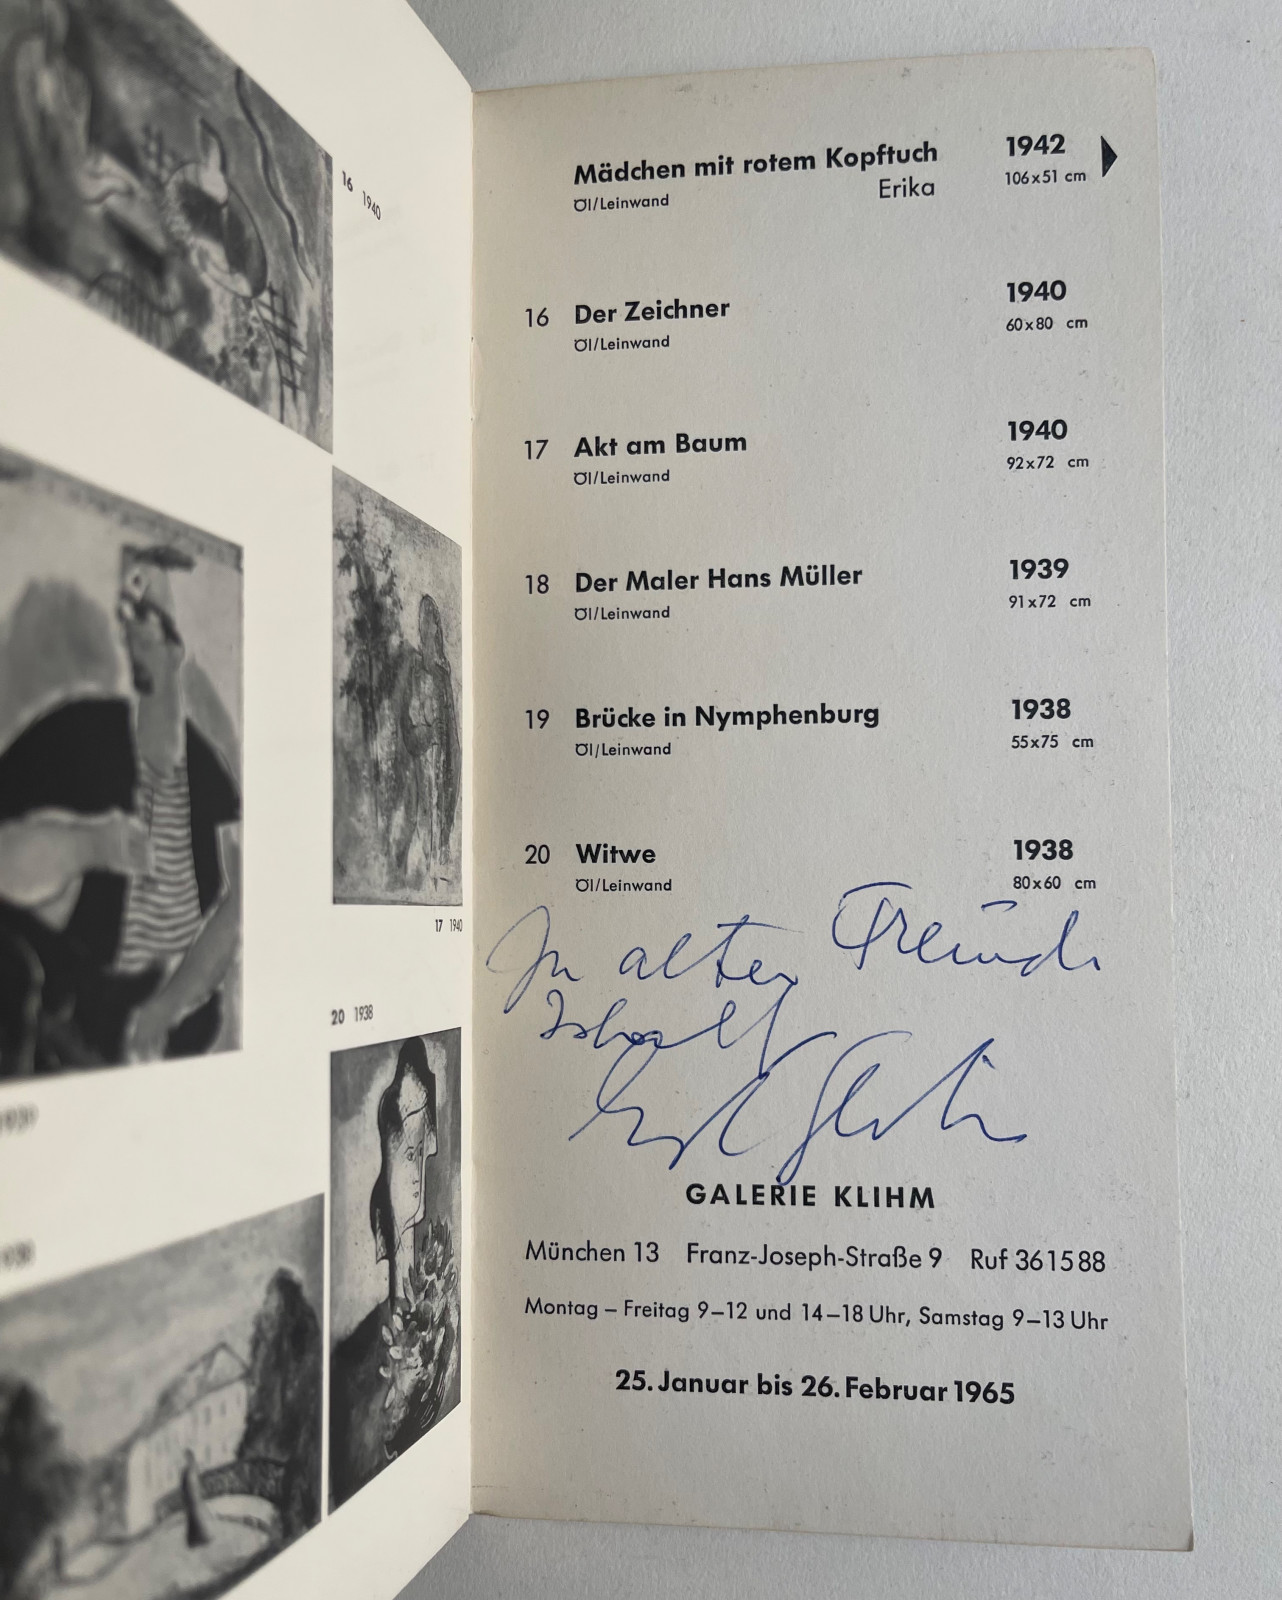 16 1940
17 1940
20 1938
1939
1938
Mädchen mit rotem Kopftuch 1942
Öl/Leinwand Erika 106x51 cm
16 Der Zeichner 1940
Öl/Leinwand 60x80 cm
17 Akt am Baum 1940
Öl/Leinwand 92x72 cm
18 Der Maler Hans Müller 1939
Öl/Leinwand 91x72 cm
19 Brücke in Nymphenburg 1938
Öl/Leinwand 55x75 cm
20 Witwe 1938
Öl/Leinwand 80x60 cm
In alter Freund
schaft
GALERIE KLIHM
München 13 Franz-Joseph-Straße 9 Ruf 361588
Montag – Freitag 9–12 und 14–18 Uhr, Samstag 9–13 Uhr
25. Januar bis 26. Februar 1965